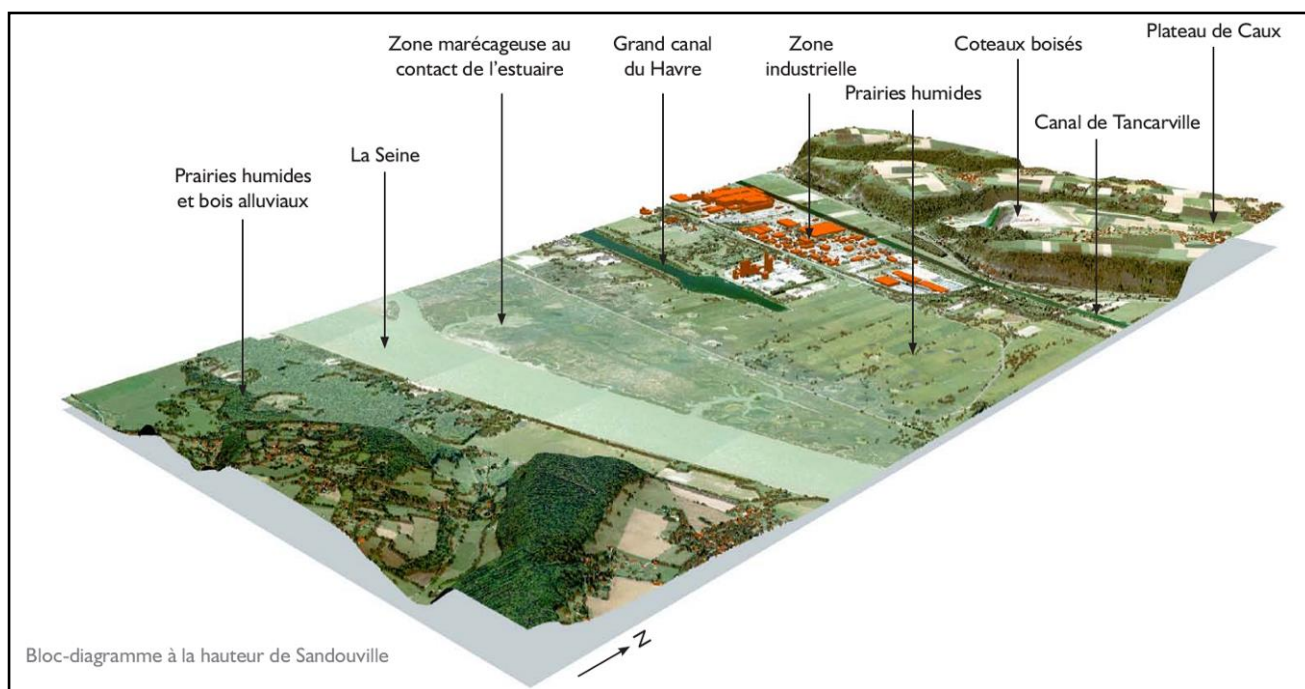 Zone marécageuse au
contact de l'estuaire
Grand canal
du Havre
Zone
industrielle
Coteaux boisés
Plateau de Caux
Prairies humides
Canal de Tancarville
La Seine
Prairies humides
et bois alluviaux
Bloc-diagramme à la hauteur de Sandouville
N